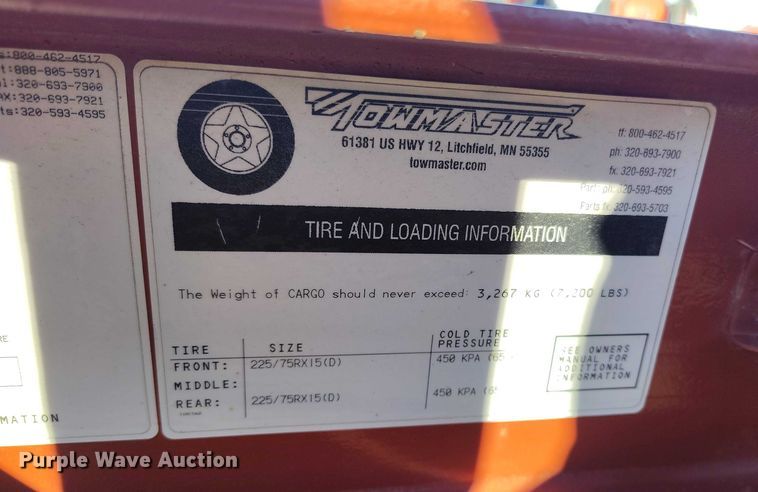 s:800-462-4517
t:888-805-5971
l:320-693-7900
AX:320-693-7921
ts:320-593-4595
RE.
MATION
TOWMASTER
61381 US HWY 12, Litchfield, MN 55355
towmaster.com
tf: 800-462-4517
ph: 320-693-7900
fx: 320-693-7921
ph: 320-593-4595
Parts fx: 320-693-5703
TIRE AND LOADING INFORMATION
The Weight of CARGO should never exceed: 3,267 KG (7,200 LBS)
TIRE SIZE COLD TIRE PRESSURE
FRONT: 225/75RX15(D) 450 KPA (65
MIDDLE:
REAR: 225/75RX15(D) 450 KPA (65
SEE OWNERS
MANUAL FOR
ADDITIONAL
INFORMATION
Purple Wave Auction